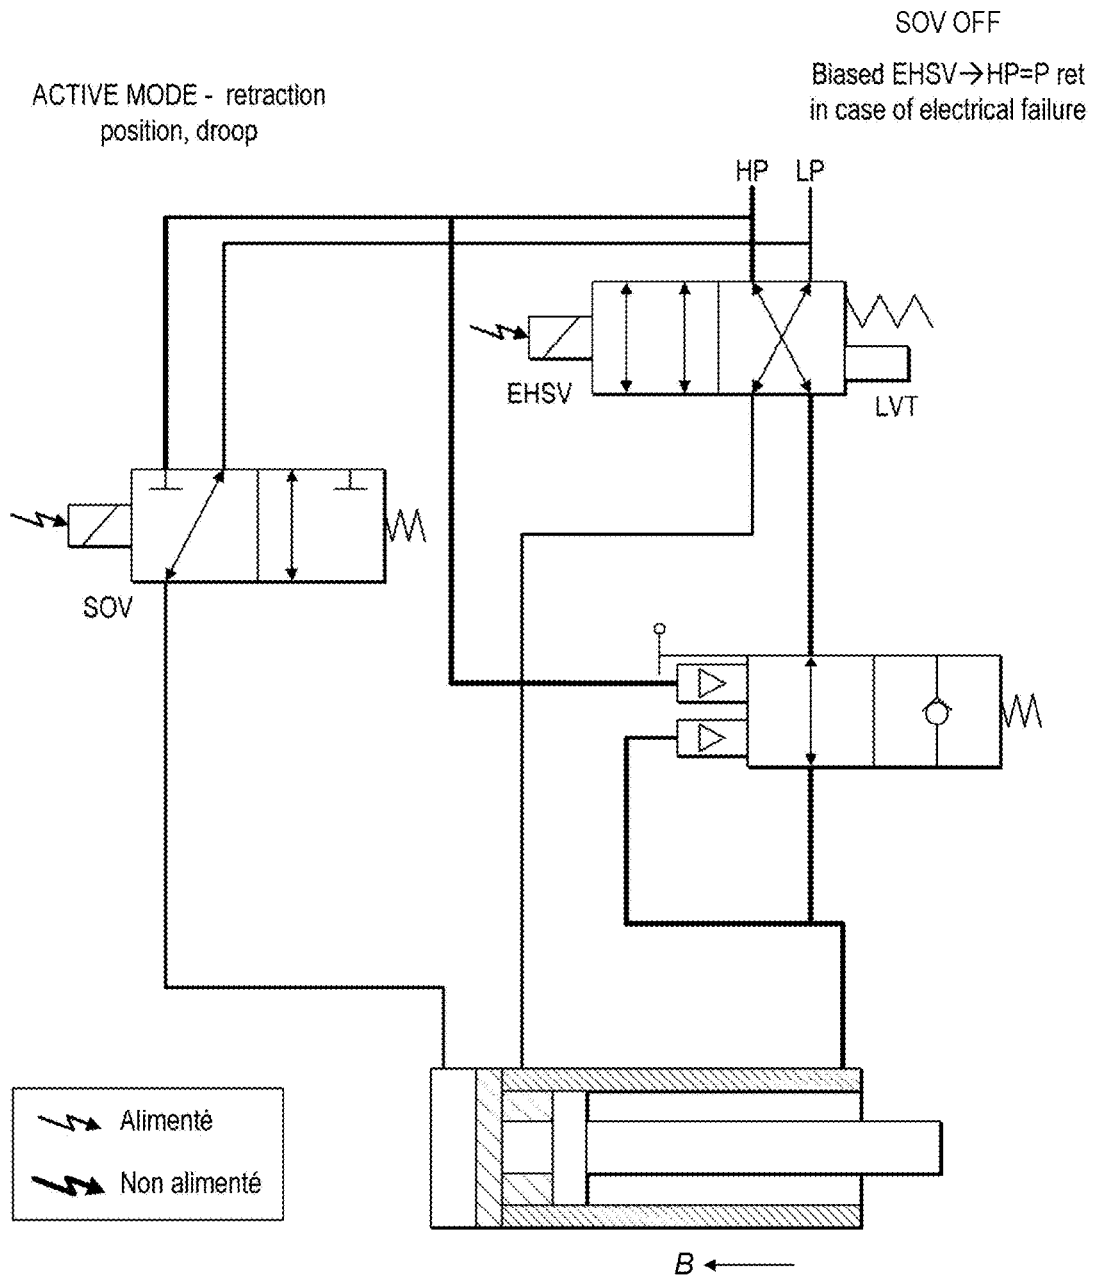 SOV OFF
Biased EHSV→HP=P ret
in case of electrical failure
ACTIVE MODE - retraction
position, droop
HP LP
EHSV
LVT
SOV
Alimenté
Non alimenté
B